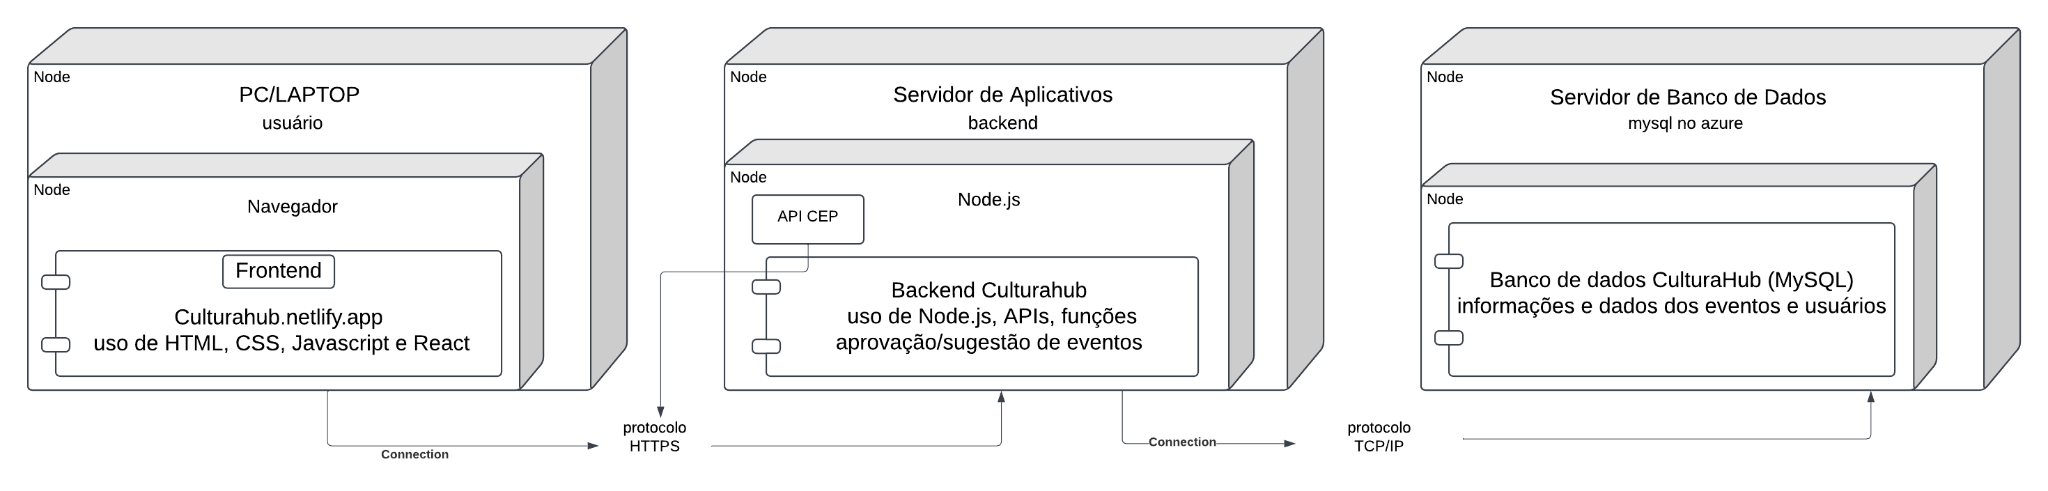 Node
PC/LAPTOP
usuário
Node
Navegador
Frontend
Culturahub.netlify.app
uso de HTML, CSS, Javascript e React
Connection
protocolo
HTTPS
Node
Servidor de Aplicativos
backend
Node
Node.js
API CEP
Backend Culturahub
uso de Node.js, APIs, funções
aprovação/sugestão de eventos
Connection
protocolo
TCP/IP
Node
Servidor de Banco de Dados
mysql no azure
Node
Banco de dados CulturaHub (MySQL)
informações e dados dos eventos e usuários